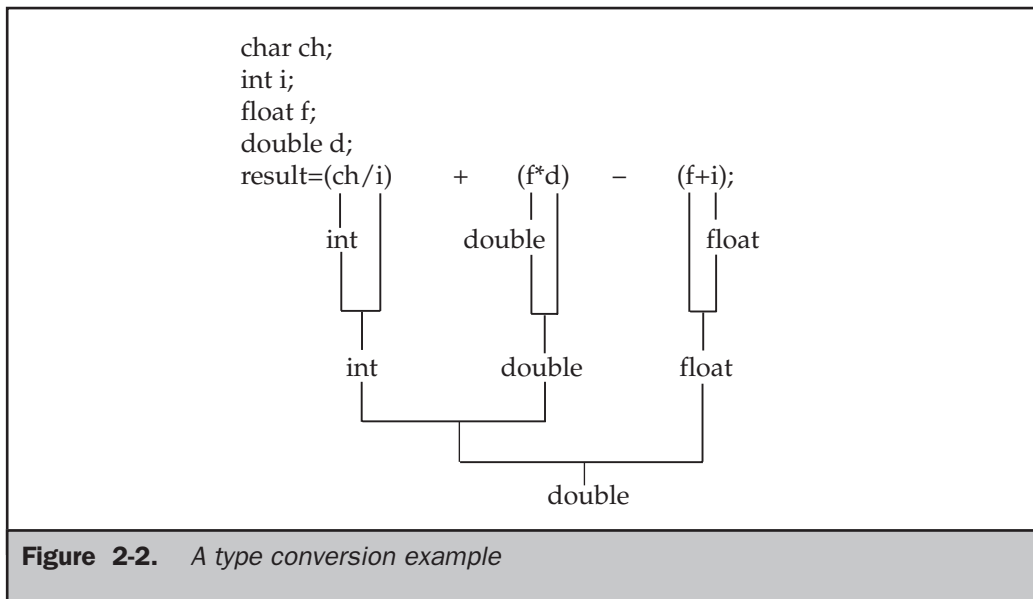 char ch;
int i;
float f;
double d;
result=(ch/i) + (f*d) – (f+i);
int double float
int double float
double
Figure 2-2. A type conversion example